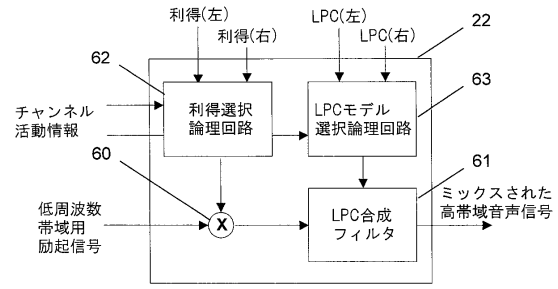 利得(左)
利得(右)
LPC(左)
LPC(右)
22
62
63
利得選択
論理回路
LPCモデル
選択論理回路
チャンネル
活動情報
60
61
低周波数
帯域用
励起信号
X
LPC合成
フィルタ
ミックスされた
高帯域音声信号